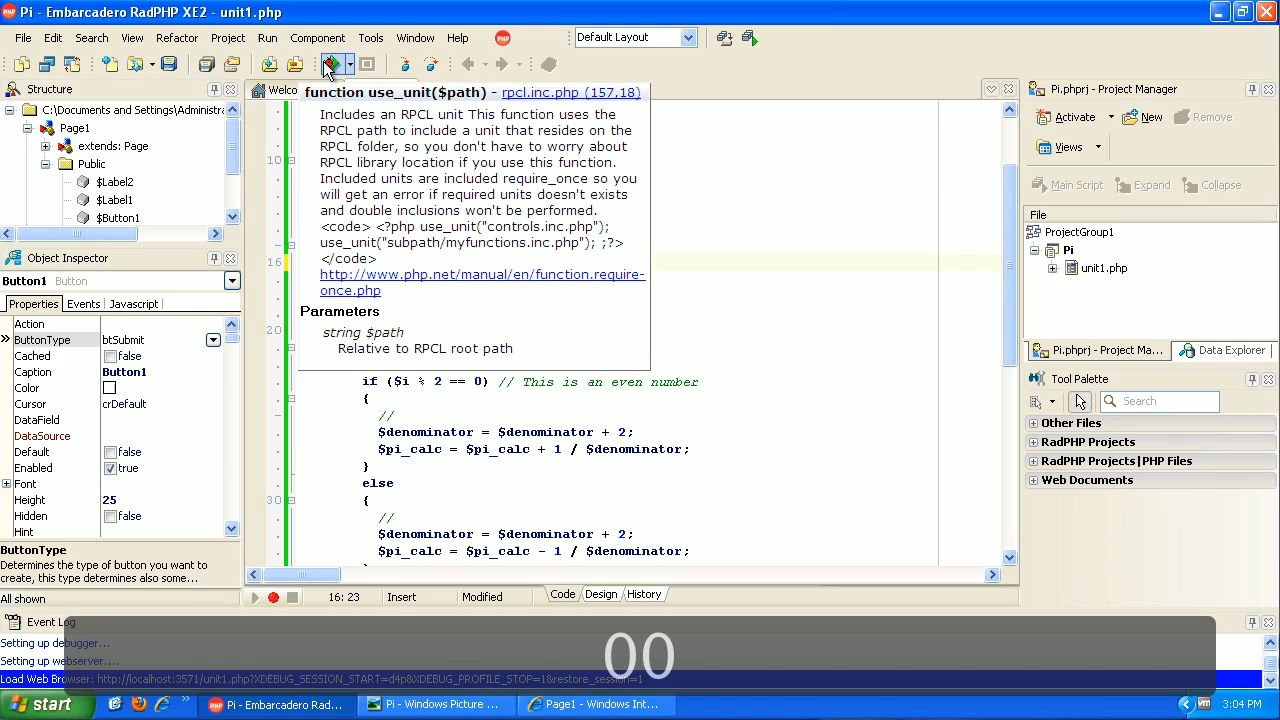 Pi - Embarcadero RadPHP XE2 - unit1.php
File Edit Search View Refactor Project Run Component Tools Window Help
Default Layout
Structure
C:\Documents and Settings\Administra
Page1
extends: Page
Public
$Label2
$Label1
$Button1
Object Inspector
Button1 Button
Properties Events Javascript
Action
ButtonType btSubmit
Cached false
Caption Button1
Color
Cursor crDefault
DataField
DataSource
Default false
Enabled true
Font
Height 25
Hidden false
Hint
ButtonType
Determines the type of button you want to
create, this type determines also some...
All shown
Welco
function use_unit($path) - rpcl.inc.php (157,18)
Includes an RPCL unit This function uses the
RPCL path to include a unit that resides on the
RPCL folder, so you don't have to worry about
RPCL library location if you use this function.
Included units are included require_once so you
will get an error if required units doesn't exists
and double inclusions won't be performed.
<code> <?php use_unit("controls.inc.php");
use_unit("subpath/myfunctions.inc.php"); ;?>
</code>
http://www.php.net/manual/en/function.require-
once.php
Parameters
string $path
Relative to RPCL root path
10
16
20
30
if ($i % 2 == 0) // This is an even number
{
//
$denominator = $denominator + 2;
$pi_calc = $pi_calc + 1 / $denominator;
}
else
{
//
$denominator = $denominator + 2;
$pi_calc = $pi_calc - 1 / $denominator;
16: 23 Insert Modified Code Design History
Pi.phprj - Project Manager
Activate New Remove
Views
Main Script Expand Collapse
File
ProjectGroup1
Pi
unit1.php
Pi.phprj - Project Ma... Data Explorer
Tool Palette
Search
Other Files
RadPHP Projects
RadPHP Projects|PHP Files
Web Documents
Event Log
Setting up debugger...
Setting up webserver....
Load Web Browser: http://localhost:3571/unit1.php?XDEBUG_SESSION_START=d4p&XDEBUG_PROFILE_STOP=1&restore_session=1
00
start
Pi - Embarcadero Rad...
Pi - Windows Picture ...
Page1 - Windows Int...
3:04 PM